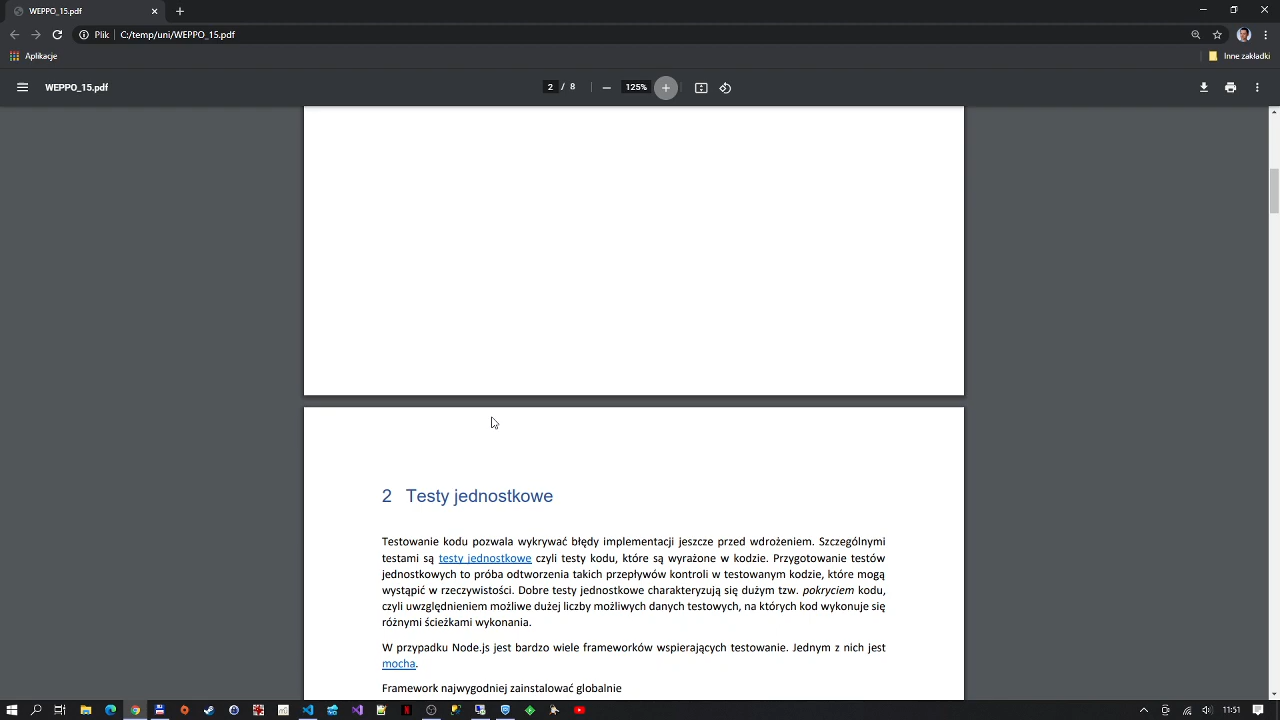 WEPPO_15.pdf
Plik
C:/temp/uni/WEPPO_15.pdf
Aplikacje
Inne zakładki
WEPPO_15.pdf
2 / 8
125%
2 Testy jednostkowe
Testowanie kodu pozwala wykrywać błędy implementacji jeszcze przed wdrożeniem. Szczególnymi
testami są testy jednostkowe czyli testy kodu, które są wyrażone w kodzie. Przygotowanie testów
jednostkowych to próba odtworzenia takich przepływów kontroli w testowanym kodzie, które mogą
wystąpić w rzeczywistości. Dobre testy jednostkowe charakteryzują się dużym tzw. pokryciem kodu,
czyli uwzględnieniem możliwe dużej liczby możliwych danych testowych, na których kod wykonuje się
różnymi ścieżkami wykonania.
W przypadku Node.js jest bardzo wiele frameworków wspierających testowanie. Jednym z nich jest
mocha.
Framework najwygodniej zainstalować globalnie
19:51